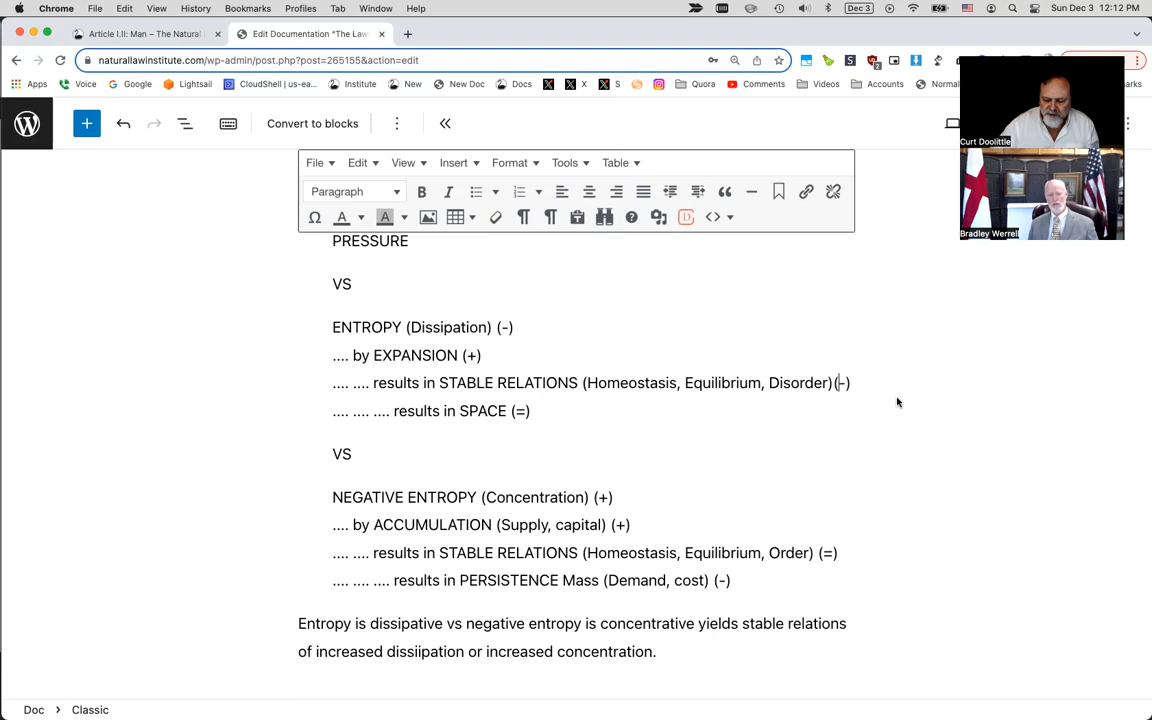 Chrome File Edit View History Bookmarks Profiles Tab Window Help Dec 3 Sun Dec 3 12:12 PM
Article I.II: Man – The Natural Edit Documentation “The Law
naturallawinstitute.com/wp-admin/post.php?post=265155&action=edit
Apps Voice Google Lightsail CloudShell | us-ea... Institute New New Doc Docs X X S Quora Comments Videos Accounts Normal
Convert to blocks
Curt Doolittle
Bradley Werrell
File Edit View Insert Format Tools Table
Paragraph
PRESSURE
VS
ENTROPY (Dissipation) (-)
.... by EXPANSION (+)
.... .... results in STABLE RELATIONS (Homeostasis, Equilibrium, Disorder)(-)
.... .... .... results in SPACE (=)
VS
NEGATIVE ENTROPY (Concentration) (+)
.... by ACCUMULATION (Supply, capital) (+)
.... .... results in STABLE RELATIONS (Homeostasis, Equilibrium, Order) (=)
.... .... .... results in PERSISTENCE Mass (Demand, cost) (-)
Entropy is dissipative vs negative entropy is concentrative yields stable relations
of increased dissiipation or increased concentration.
Doc > Classic